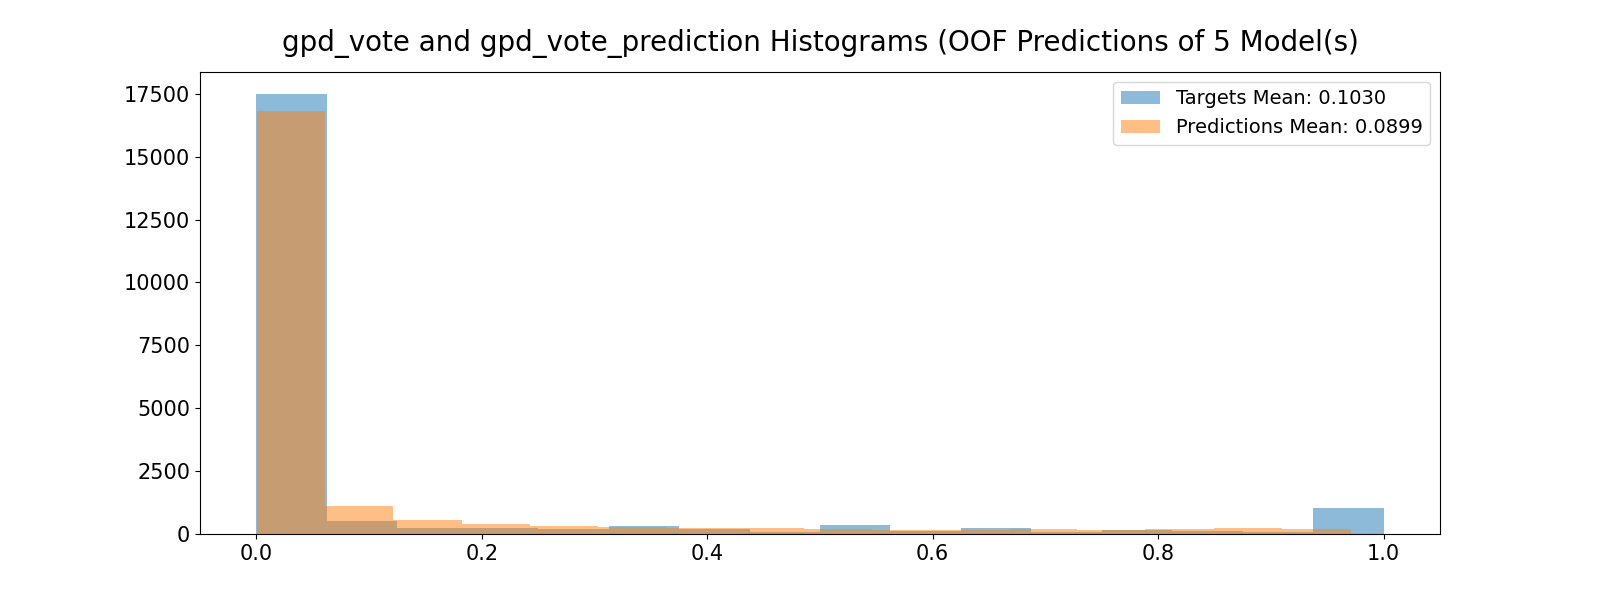 gpd_vote and gpd_vote_prediction Histograms (OOF Predictions of 5 Model(s)
Targets Mean: 0.1030
Predictions Mean: 0.0899
17500
15000
12500
10000
7500
5000
2500
0
0.0 0.2 0.4 0.6 0.8 1.0